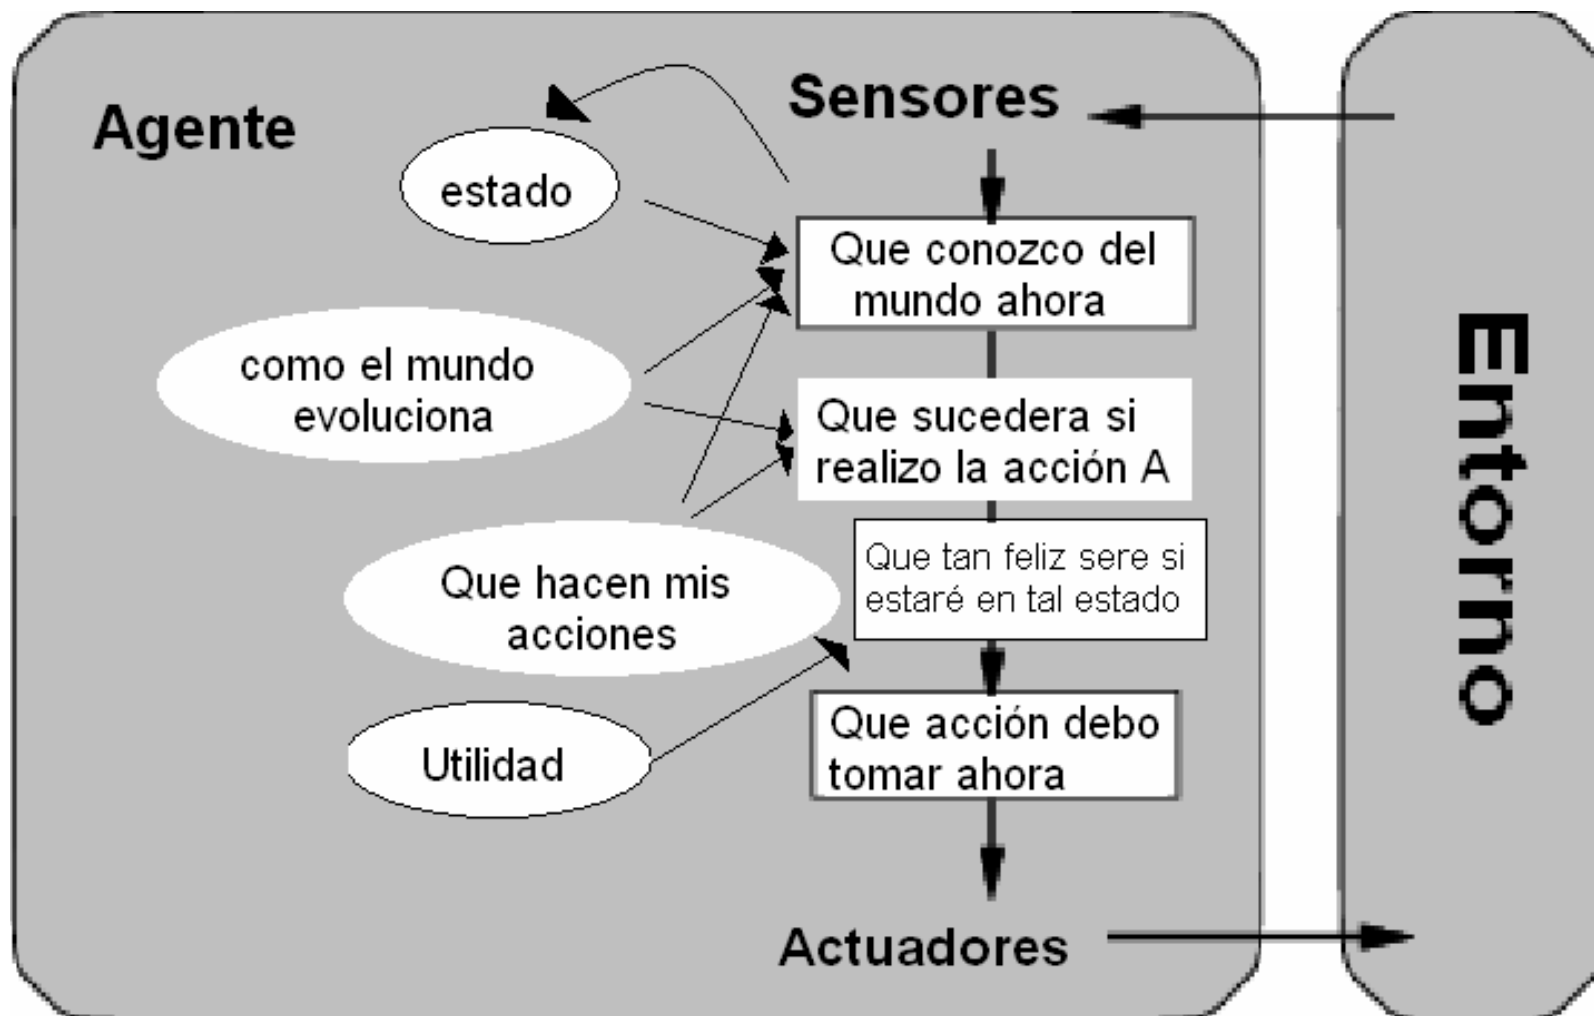 Agente
Sensores
estado
Que conozco del
mundo ahora
como el mundo
evoluciona
Que sucedera si
realizo la acción A
Que hacen mis
acciones
Que tan feliz sere si
estaré en tal estado
Utilidad
Que acción debo
tomar ahora
Actuadores
Entorno